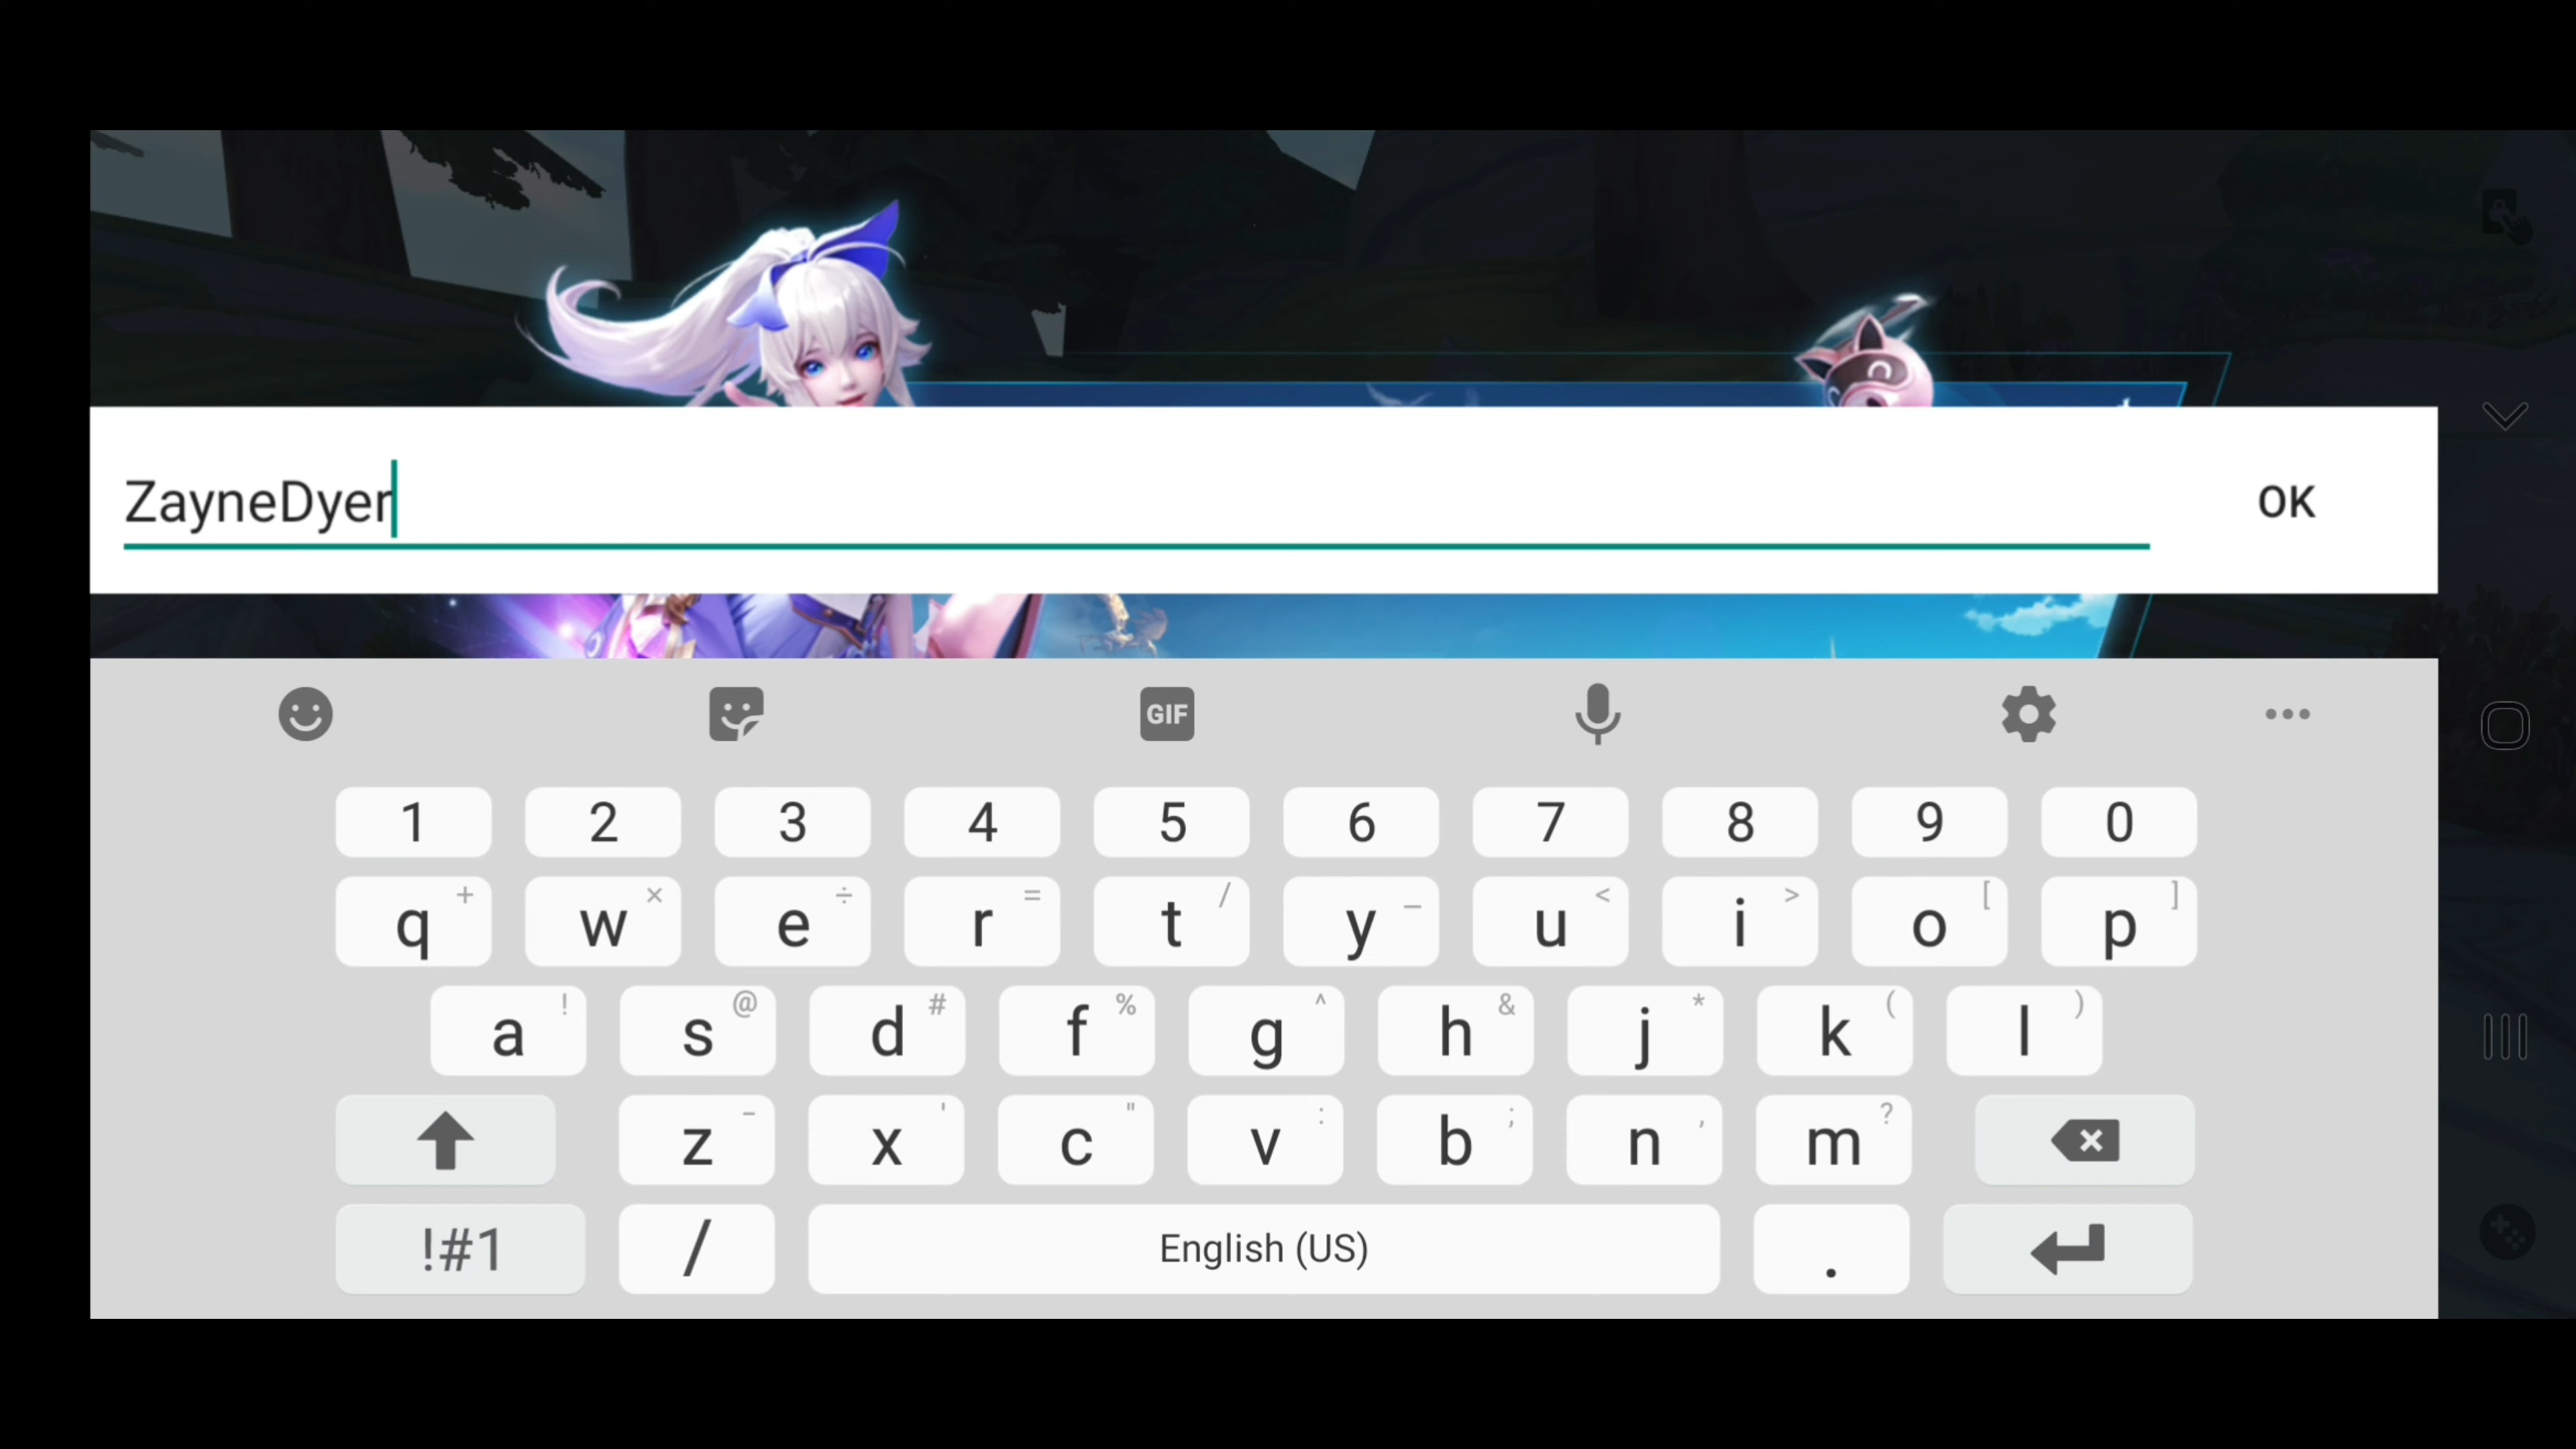 ZayneDyer
OK
GIF
1 2 3 4 5 6 7 8 9 0
q + w × e ÷ r = t / y _ u < i > o [ p ]
a ! s @ d # f % g ^ h & j * k ( l )
z - x ' c " v : b ; n , m ?
!#1 / English (US) .